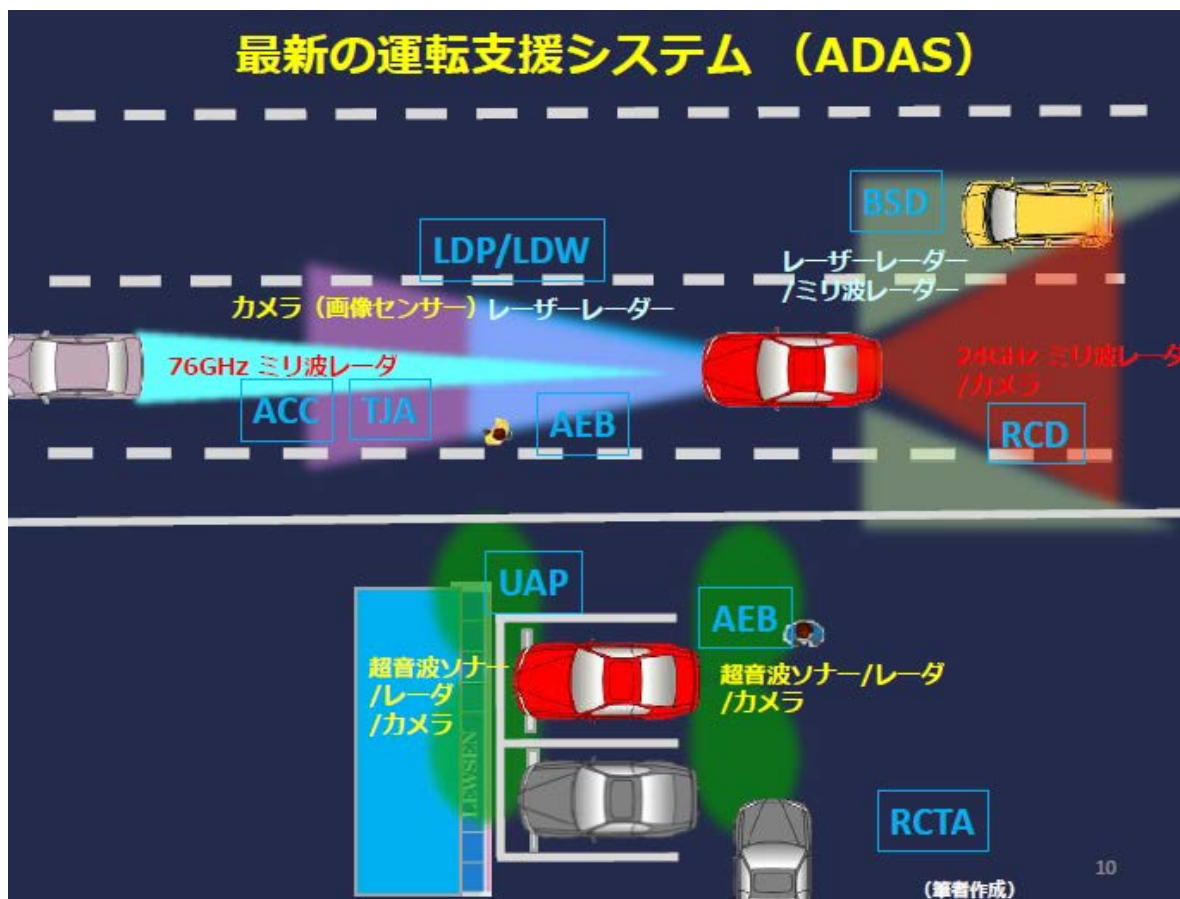 最新の運転支援システム （ADAS）
BSD
LDP/LDW
レーザーレーダー
/ミリ波レーダー
カメラ（画像センサー）レーザーレーダー
76GHz ミリ波レーダ
24GHz ミリ波レーダ
/カメラ
ACC
TJA
AEB
RCD
UAP
AEB
超音波ソナー
/レーダ
/カメラ
超音波ソナー/レーダ
/カメラ
LEWSEN
RCTA
10
（筆者作成）